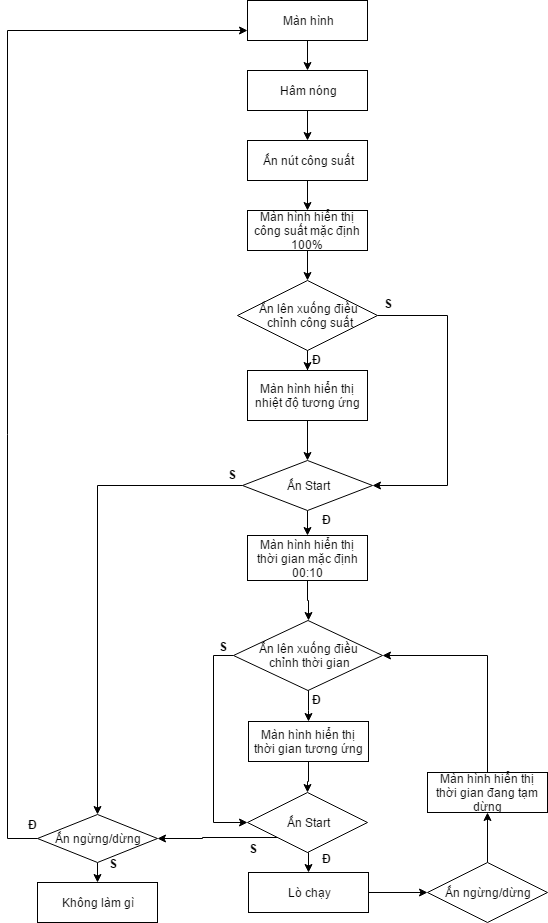 Màn hình
Hâm nóng
Ấn nút công suất
Màn hình hiển thị
công suất mặc định
100%
Ấn lên xuống điều
chỉnh công suất
S
Đ
Màn hình hiển thị
nhiệt độ tương ứng
Ấn Start
S
Đ
Màn hình hiển thị
thời gian mặc định
00:10
Ấn lên xuống điều
chỉnh thời gian
S
Đ
Màn hình hiển thị
thời gian tương ứng
Màn hình hiển thị
thời gian đang tạm
dừng
Ấn Start
S
Đ
Ấn ngừng/dừng
Đ
S
Không làm gì
Lò chạy
Ấn ngừng/dừng